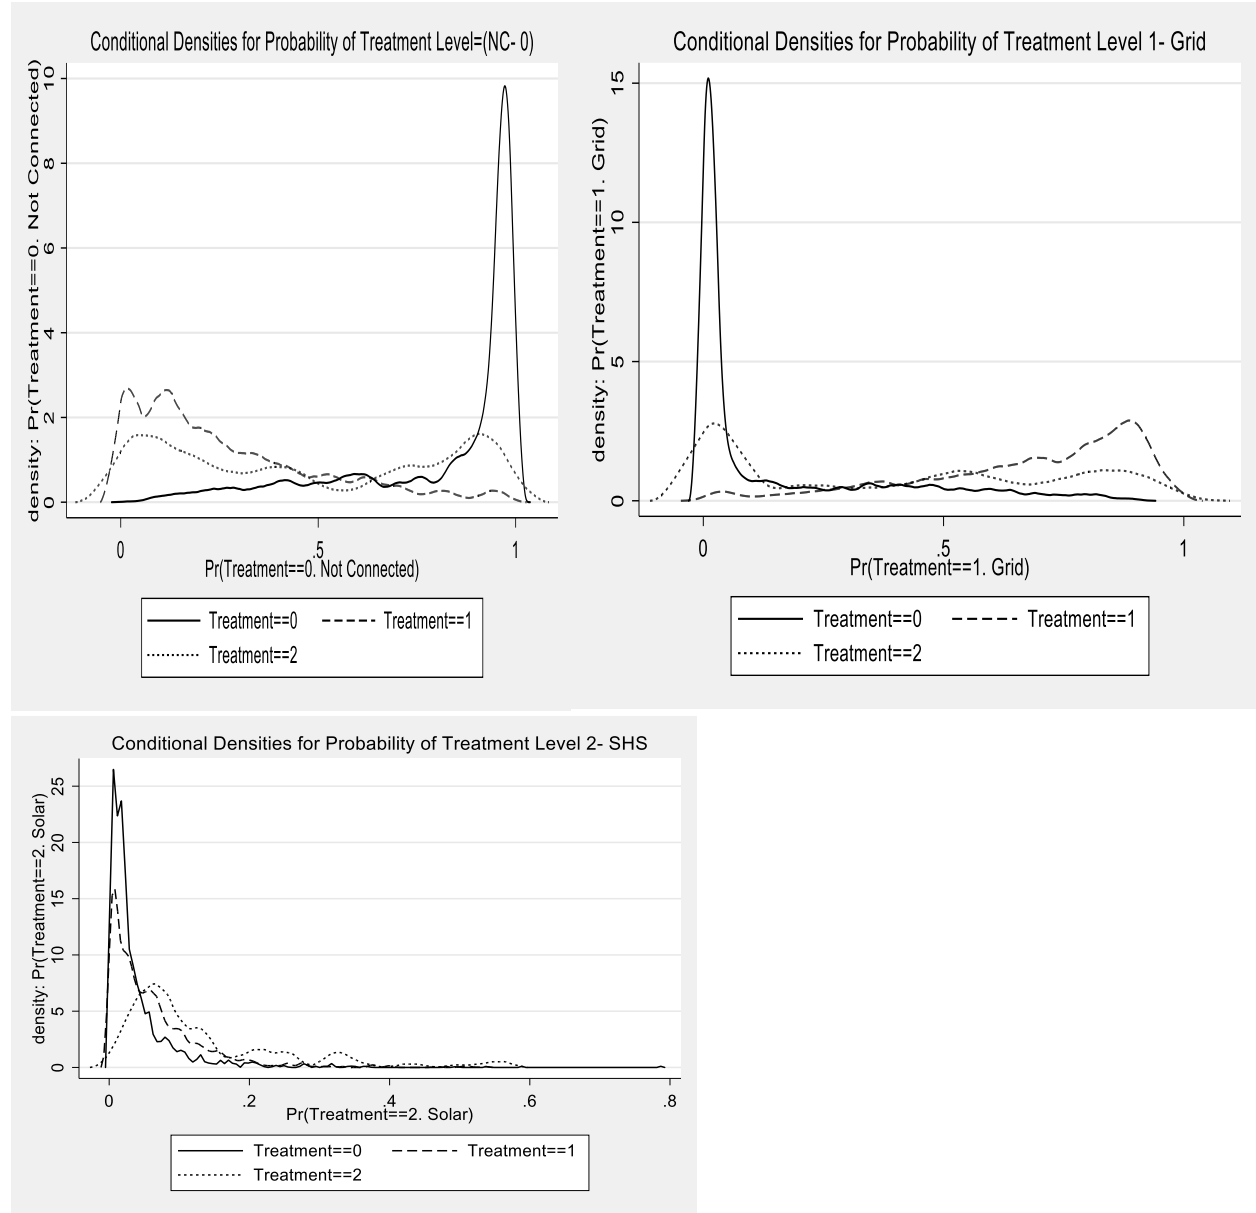 Conditional Densities for Probability of Treatment Level=(NC- 0)
density: Pr(Treatment==0. Not Connected)
10
8
6
4
2
0
0 .5 1
Pr(Treatment==0. Not Connected)
Treatment==0 Treatment==1
Treatment==2
Conditional Densities for Probability of Treatment Level 1- Grid
density: Pr(Treatment==1. Grid)
15
10
5
0
0 .5 1
Pr(Treatment==1. Grid)
Treatment==0 Treatment==1
Treatment==2
Conditional Densities for Probability of Treatment Level 2- SHS
density: Pr(Treatment==2. Solar)
25
20
15
10
5
0
0 .2 .4 .6 .8
Pr(Treatment==2. Solar)
Treatment==0 Treatment==1
Treatment==2